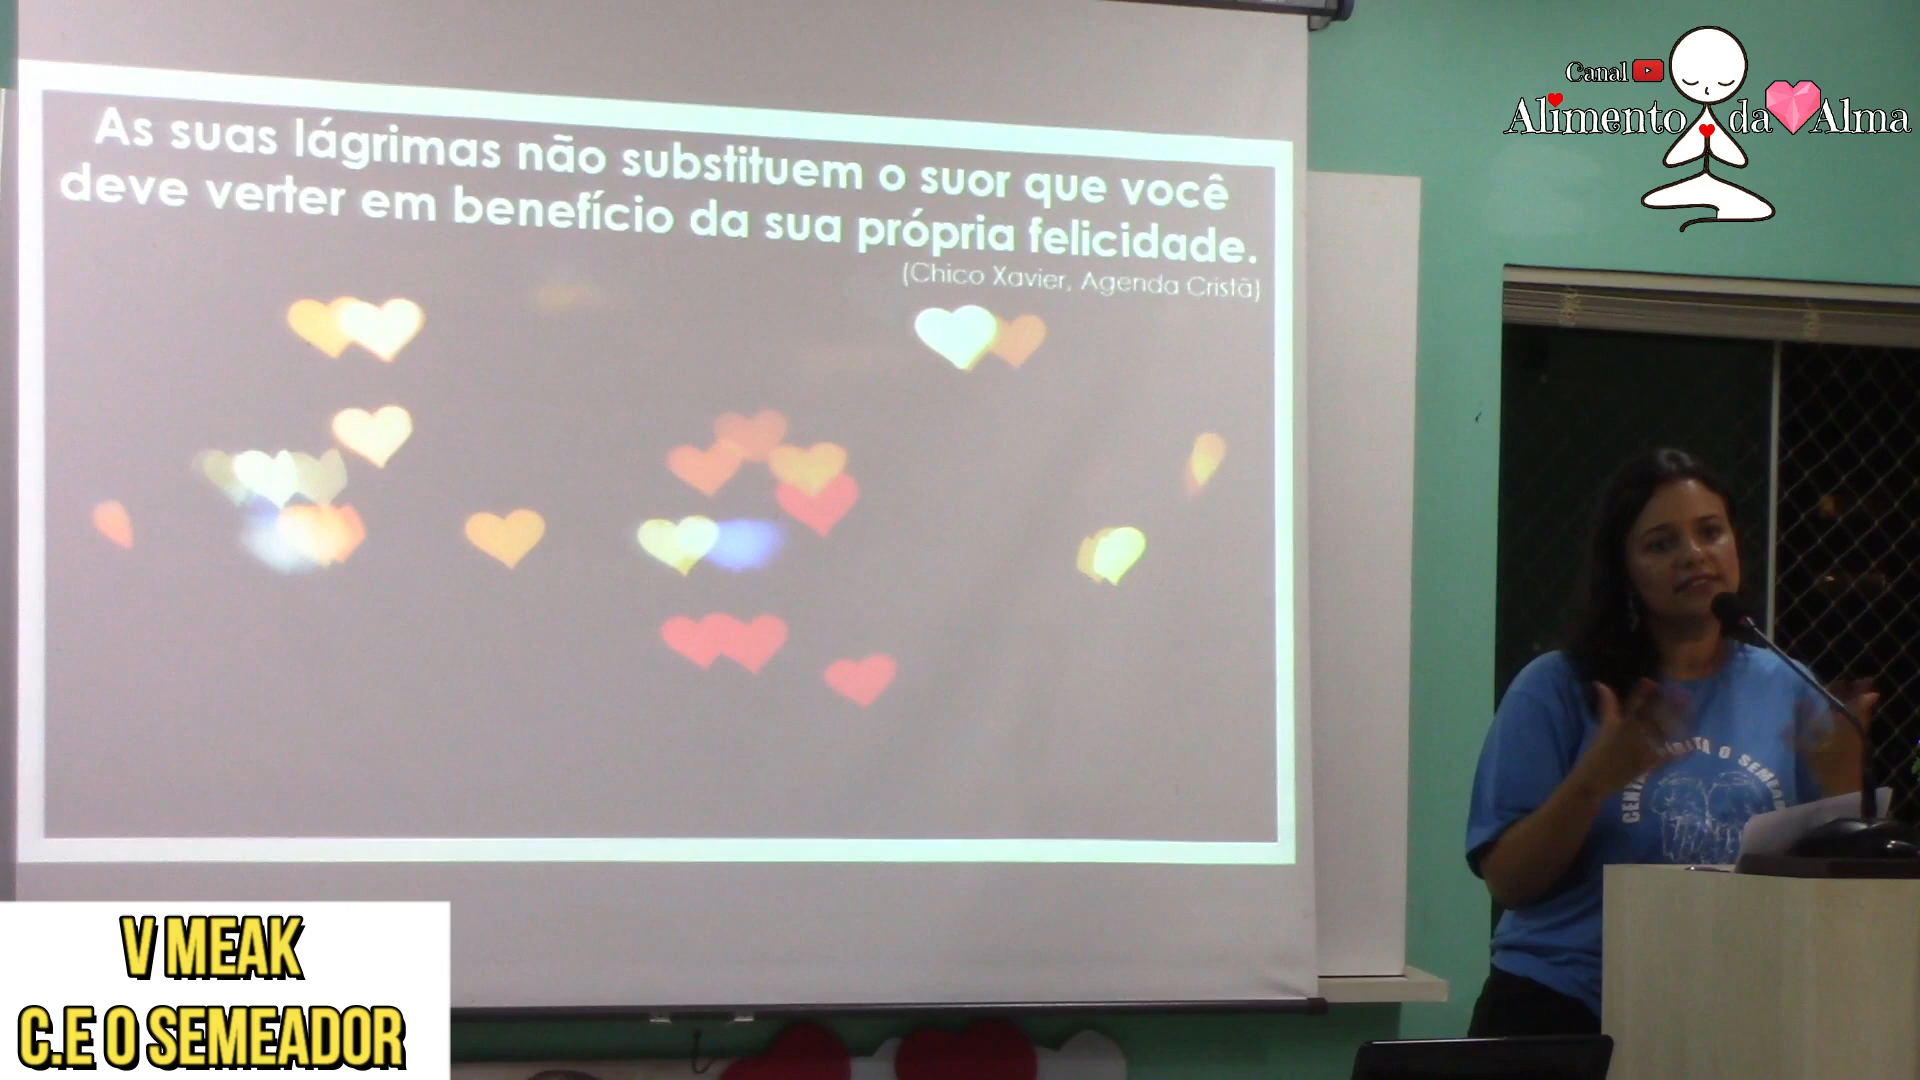 As suas lágrimas não substituem o suor que você
deve verter em benefício da sua própria felicidade.
(Chico Xavier, Agenda Cristã)
Canal
Alimento da Alma
O SEMEA
V MEAK
C.E O SEMEADOR